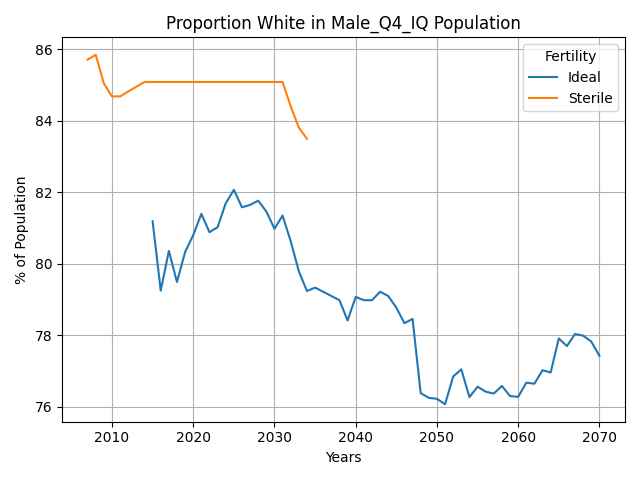 Proportion White in Male_Q4_IQ Population
Fertility
Ideal
Sterile
% of Population
86
84
82
80
78
76
2010 2020 2030 2040 2050 2060 2070
Years